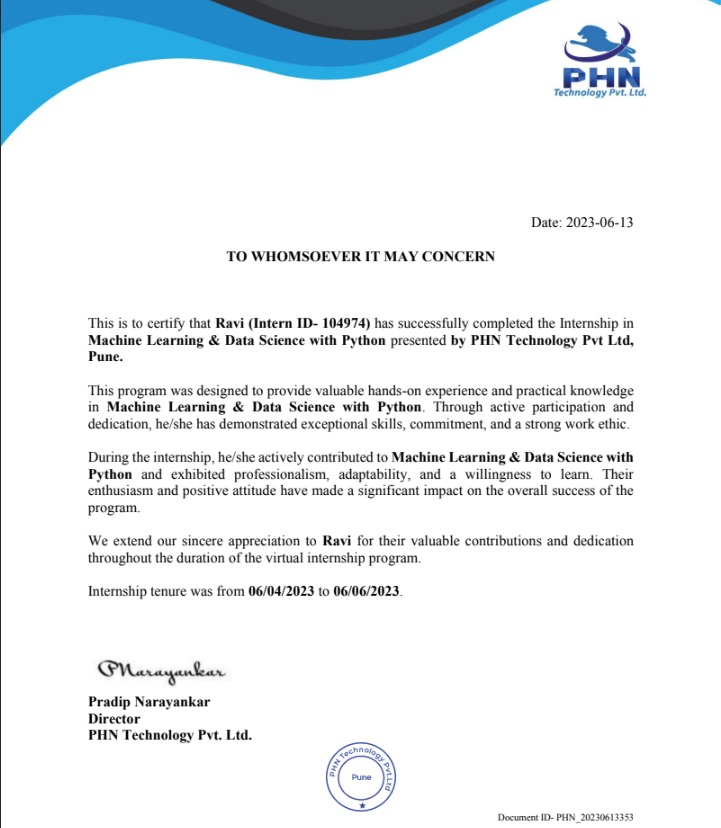 PHN
Technology Pvt. Ltd.
Date: 2023-06-13
TO WHOMSOEVER IT MAY CONCERN
This is to certify that Ravi (Intern ID- 104974) has successfully completed the Internship in
Machine Learning & Data Science with Python presented by PHN Technology Pvt Ltd,
Pune.
This program was designed to provide valuable hands-on experience and practical knowledge
in Machine Learning & Data Science with Python. Through active participation and
dedication, he/she has demonstrated exceptional skills, commitment, and a strong work ethic.
During the internship, he/she actively contributed to Machine Learning & Data Science with
Python and exhibited professionalism, adaptability, and a willingness to learn. Their
enthusiasm and positive attitude have made a significant impact on the overall success of the
program.
We extend our sincere appreciation to Ravi for their valuable contributions and dedication
throughout the duration of the virtual internship program.
Internship tenure was from 06/04/2023 to 06/06/2023.
PNarayankar
Pradip Narayankar
Director
PHN Technology Pvt. Ltd.
PHN Technology Pvt.Ltd
Pune
Document ID- PHN_20230613353